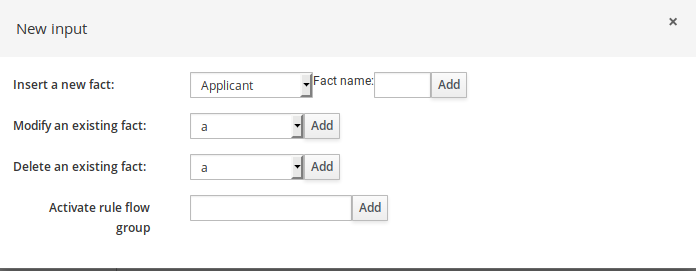 New input ×
Insert a new fact: Applicant Fact name: Add
Modify an existing fact: a Add
Delete an existing fact: a Add
Activate rule flow Add
group